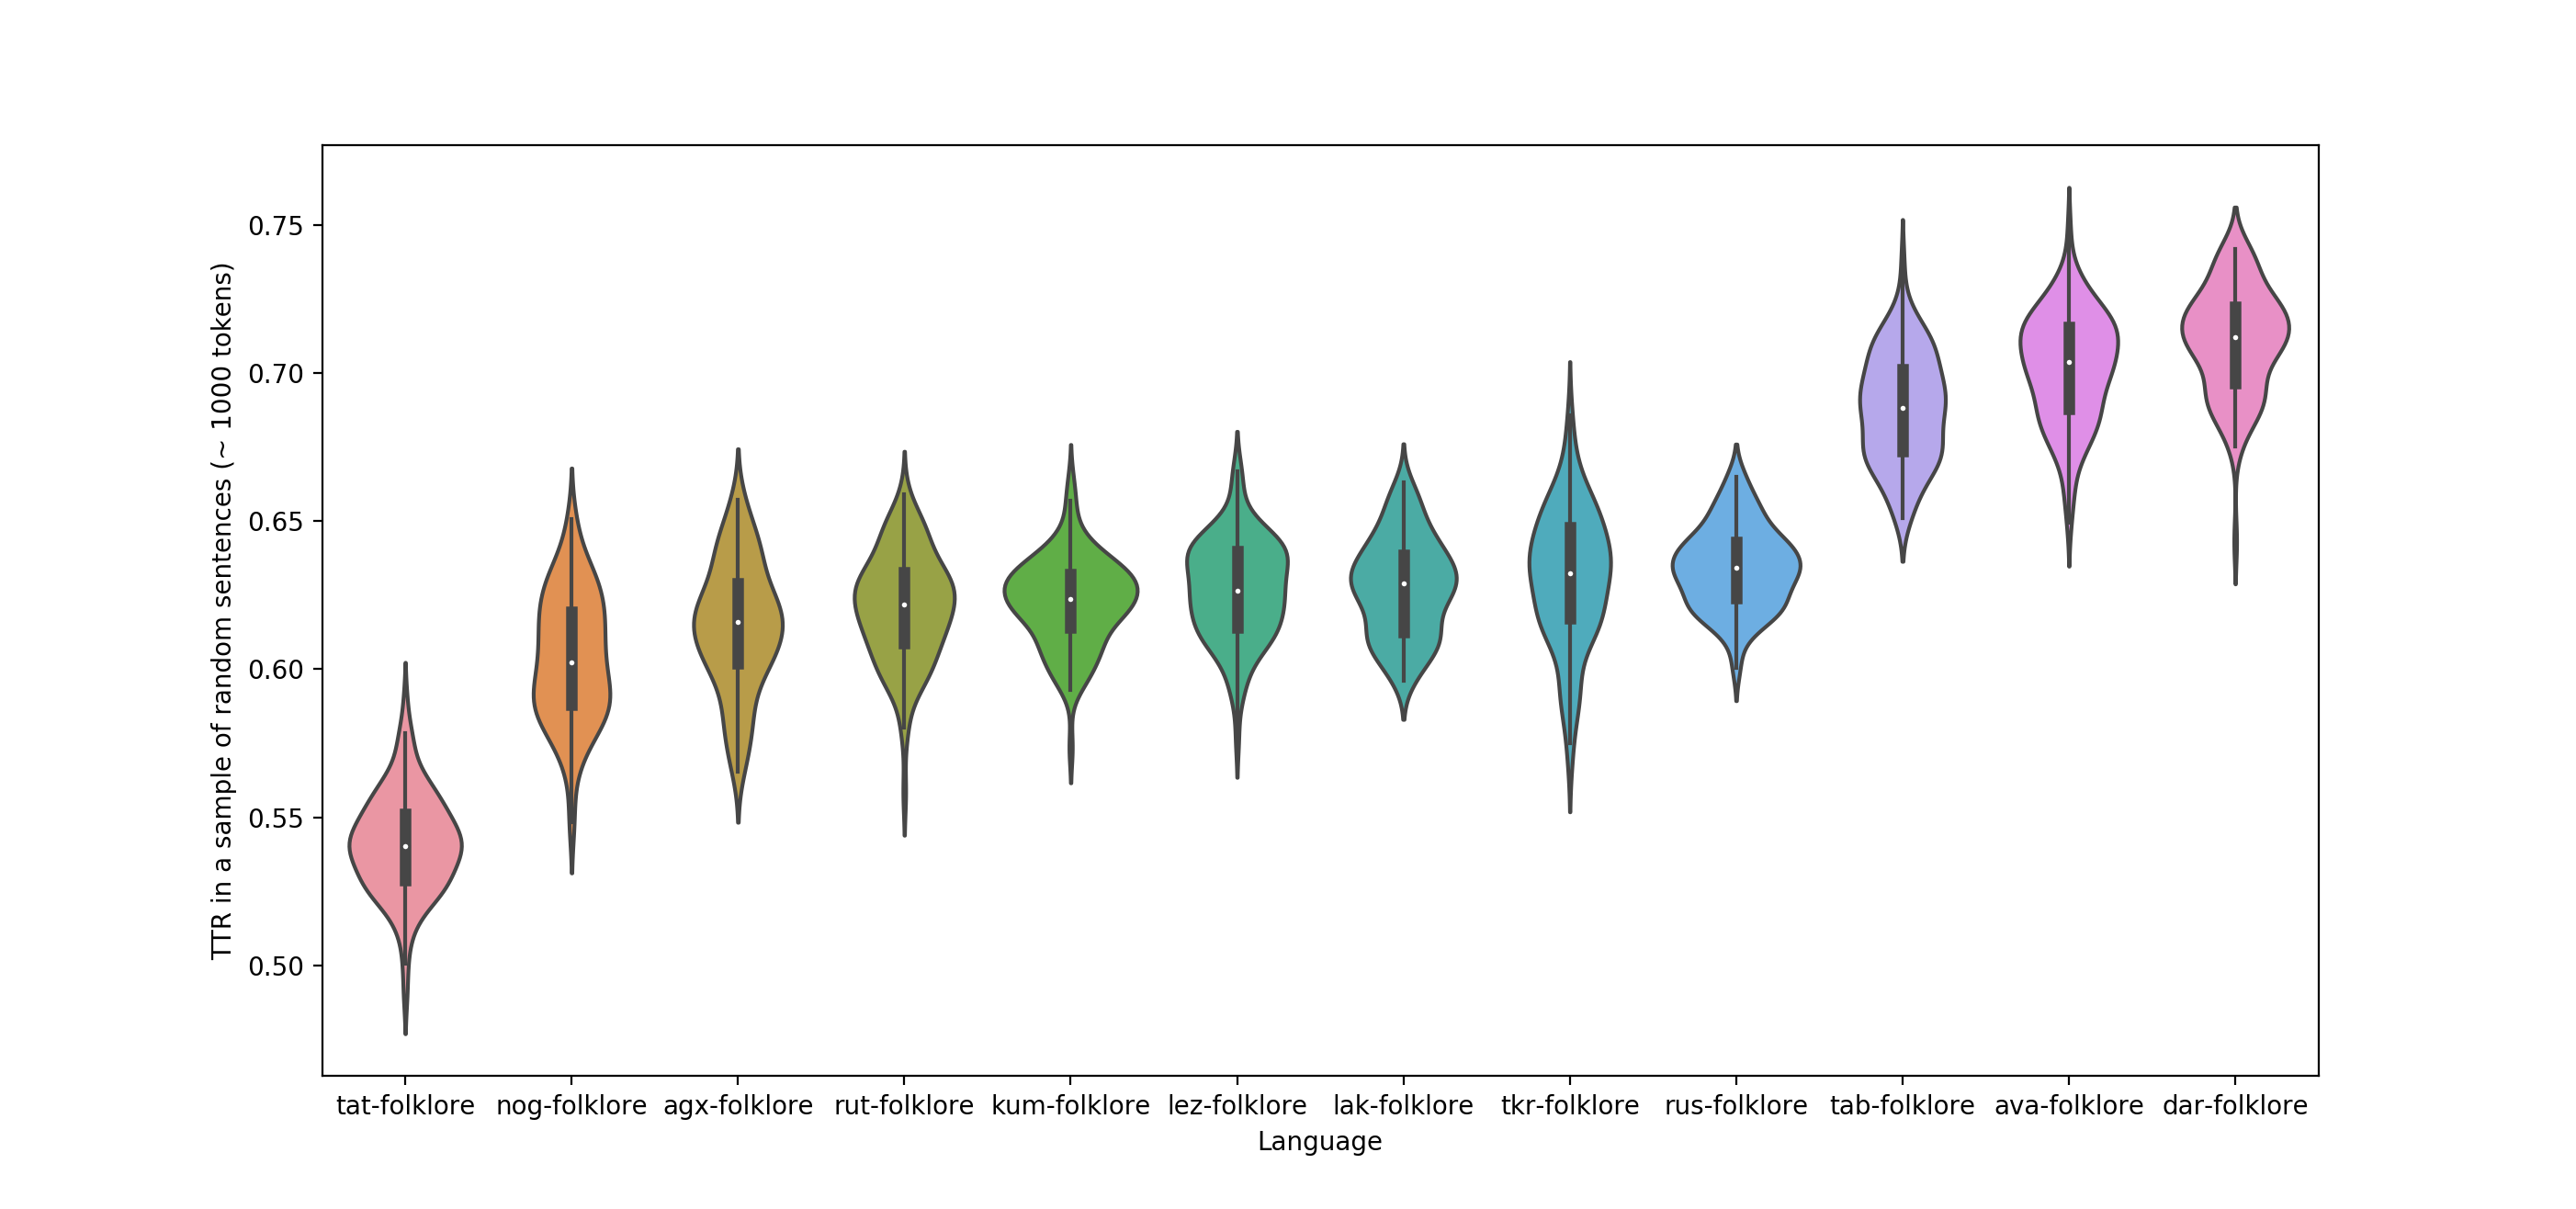 0.75
0.70
0.65
0.60
0.55
0.50
TTR in a sample of random sentences (~ 1000 tokens)
tat-folklore nog-folklore agx-folklore rut-folklore kum-folklore lez-folklore lak-folklore tkr-folklore rus-folklore tab-folklore ava-folklore dar-folklore
Language